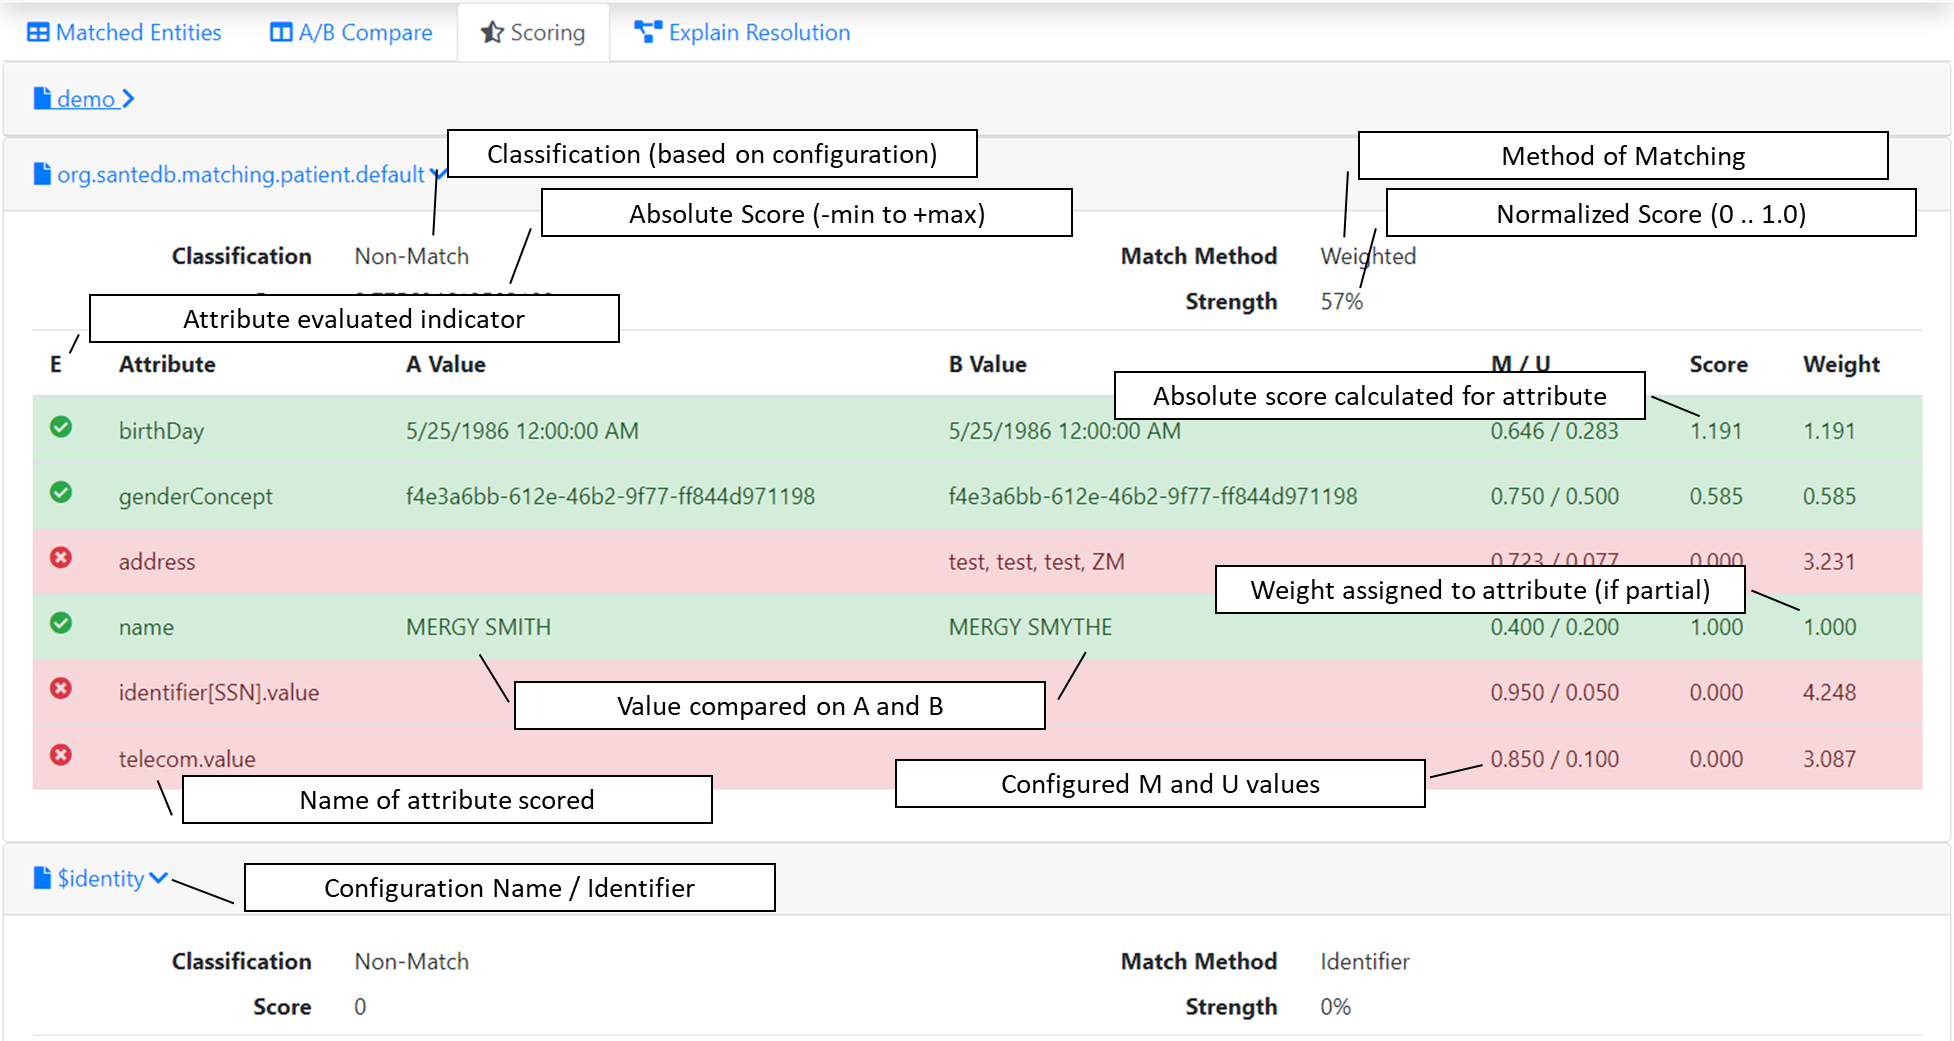 Matched Entities A/B Compare Scoring Explain Resolution
demo
Classification (based on configuration) Method of Matching
org.santedb.matching.patient.default
Absolute Score (-min to +max) Normalized Score (0 .. 1.0)
Classification Non-Match Match Method Weighted
Strength 57%
Attribute evaluated indicator
E Attribute A Value B Value M / U Score Weight
Absolute score calculated for attribute
birthDay 5/25/1986 12:00:00 AM 5/25/1986 12:00:00 AM 0.646 / 0.283 1.191 1.191
genderConcept f4e3a6bb-612e-46b2-9f77-ff844d971198 f4e3a6bb-612e-46b2-9f77-ff844d971198 0.750 / 0.500 0.585 0.585
address test, test, test, ZM 0.723 / 0.077 0.000 3.231
Weight assigned to attribute (if partial)
name MERGY SMITH MERGY SMYTHE 0.400 / 0.200 1.000 1.000
identifier[SSN].value 0.950 / 0.050 0.000 4.248
Value compared on A and B
telecom.value 0.850 / 0.100 0.000 3.087
Configured M and U values
Name of attribute scored
$identity
Configuration Name / Identifier
Classification Non-Match Match Method Identifier
Score 0 Strength 0%